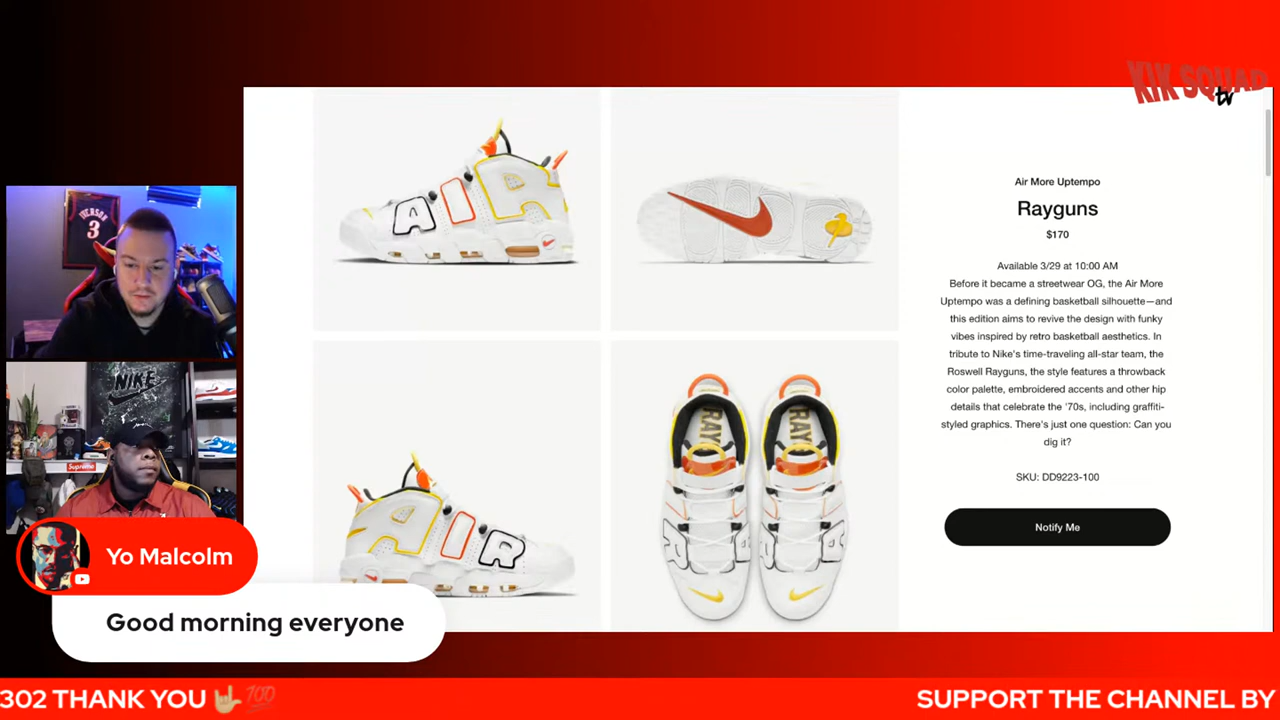 KIK SQUAD
tv
IVERSON
3
NIKE
Supreme
AIR
RAY
RAY
Air More Uptempo
Rayguns
$170
Available 3/29 at 10:00 AM
Before it became a streetwear OG, the Air More
Uptempo was a defining basketball silhouette—and
this edition aims to revive the design with funky
vibes inspired by retro basketball aesthetics. In
tribute to Nike's time-traveling all-star team, the
Roswell Rayguns, the style features a throwback
color palette, embroidered accents and other hip
details that celebrate the '70s, including graffiti-
styled graphics. There's just one question: Can you
dig it?
SKU: DD9223-100
Notify Me
AIR
Yo Malcolm
Good morning everyone
302 THANK YOU 🤟🏼 💯
SUPPORT THE CHANNEL BY